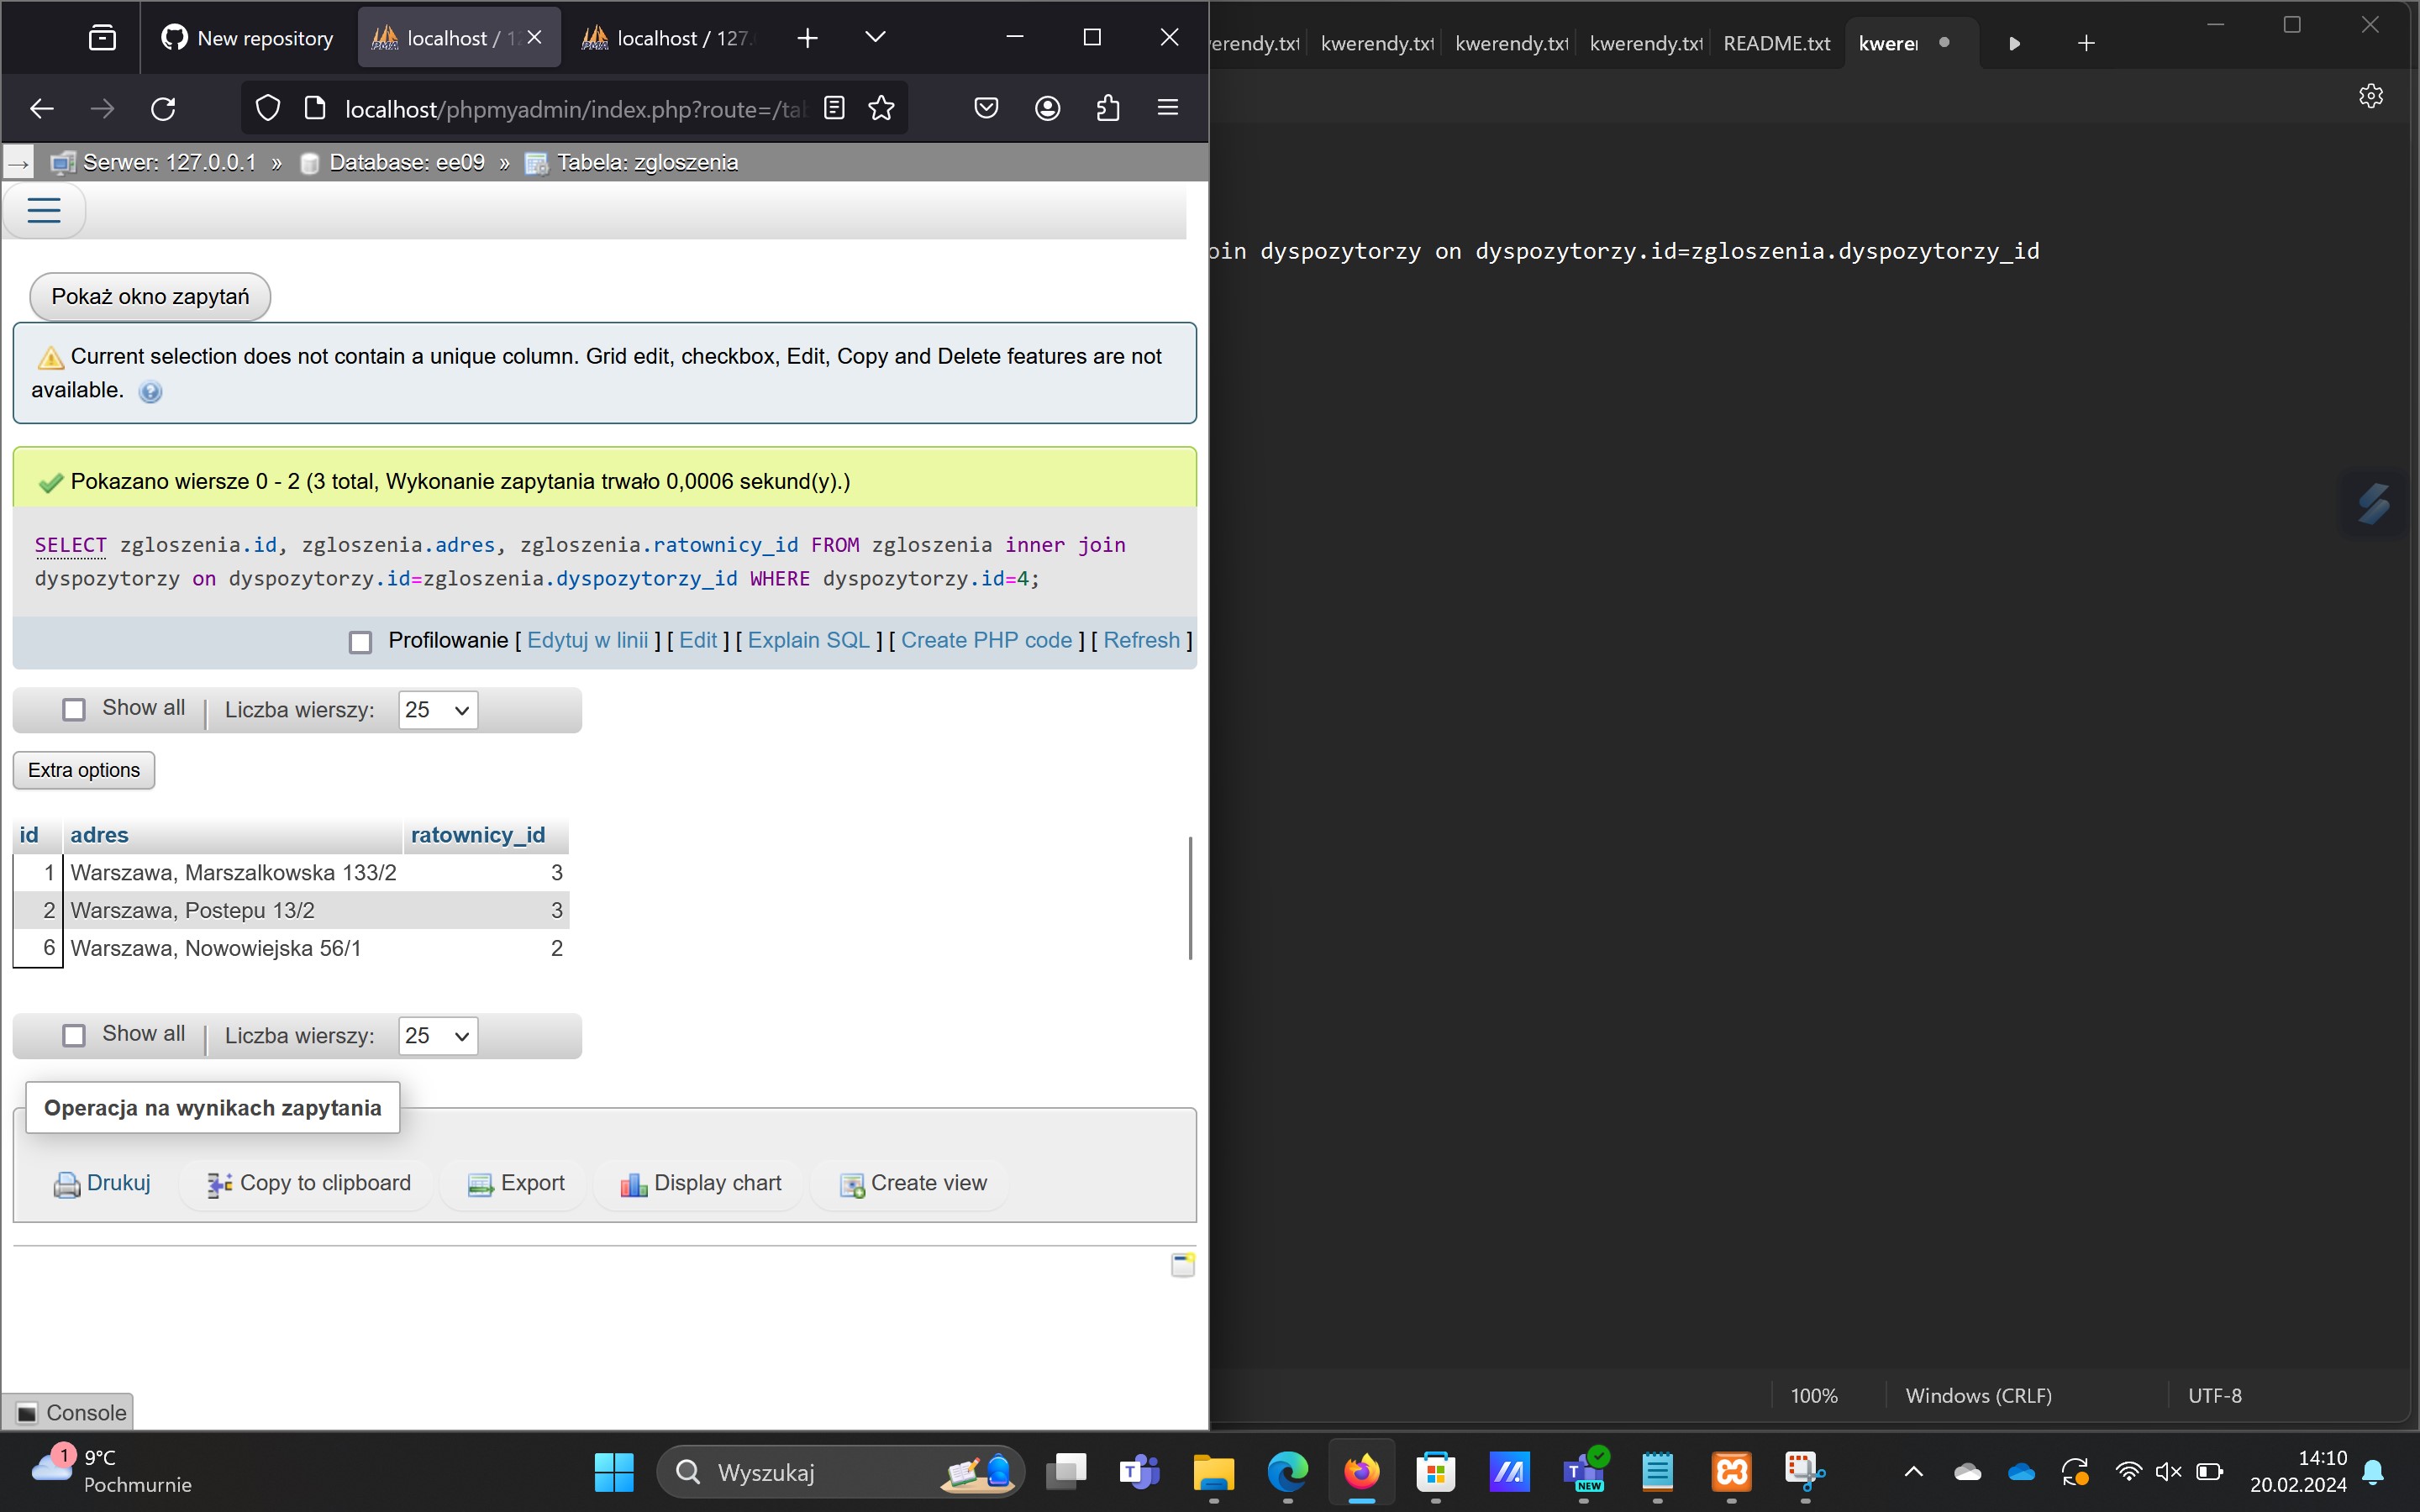 New repository
localhost / 12
localhost / 127.
localhost/phpmyadmin/index.php?route=/tab
Serwer: 127.0.0.1 » Database: ee09 » Tabela: zgloszenia
Pokaż okno zapytań
Current selection does not contain a unique column. Grid edit, checkbox, Edit, Copy and Delete features are not
available.
Pokazano wiersze 0 - 2 (3 total, Wykonanie zapytania trwało 0,0006 sekund(y).)
SELECT zgloszenia.id, zgloszenia.adres, zgloszenia.ratownicy_id FROM zgloszenia inner join
dyspozytorzy on dyspozytorzy.id=zgloszenia.dyspozytorzy_id WHERE dyspozytorzy.id=4;
Profilowanie [ Edytuj w linii ] [ Edit ] [ Explain SQL ] [ Create PHP code ] [ Refresh ]
Show all Liczba wierszy: 25
Extra options
id adres ratownicy_id
1 Warszawa, Marszalkowska 133/2 3
2 Warszawa, Postepu 13/2 3
6 Warszawa, Nowowiejska 56/1 2
Show all Liczba wierszy: 25
Operacja na wynikach zapytania
Drukuj Copy to clipboard Export Display chart Create view
Console
erendy.txt kwerendy.txt kwerendy.txt kwerendy.txt README.txt kwerer
oin dyspozytorzy on dyspozytorzy.id=zgloszenia.dyspozytorzy_id
100% Windows (CRLF) UTF-8
1
9°C
Pochmurnie
Wyszukaj
NEW
14:10
20.02.2024